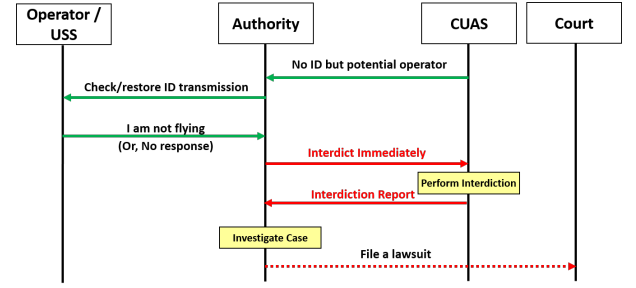 Operator /
USS
Authority
CUAS
Court
No ID but potential operator
Check/restore ID transmission
I am not flying
(Or, No response)
Interdict Immediately
Perform Interdiction
Interdiction Report
Investigate Case
File a lawsuit